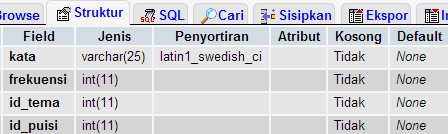 Browse Struktur SQL Cari Sisipkan Ekspor
Field Jenis Penyortiran Atribut Kosong Default
kata varchar(25) latin1_swedish_ci Tidak None
frekuensi int(11) Tidak None
id_tema int(11) Tidak None
id_puisi int(11) Tidak None